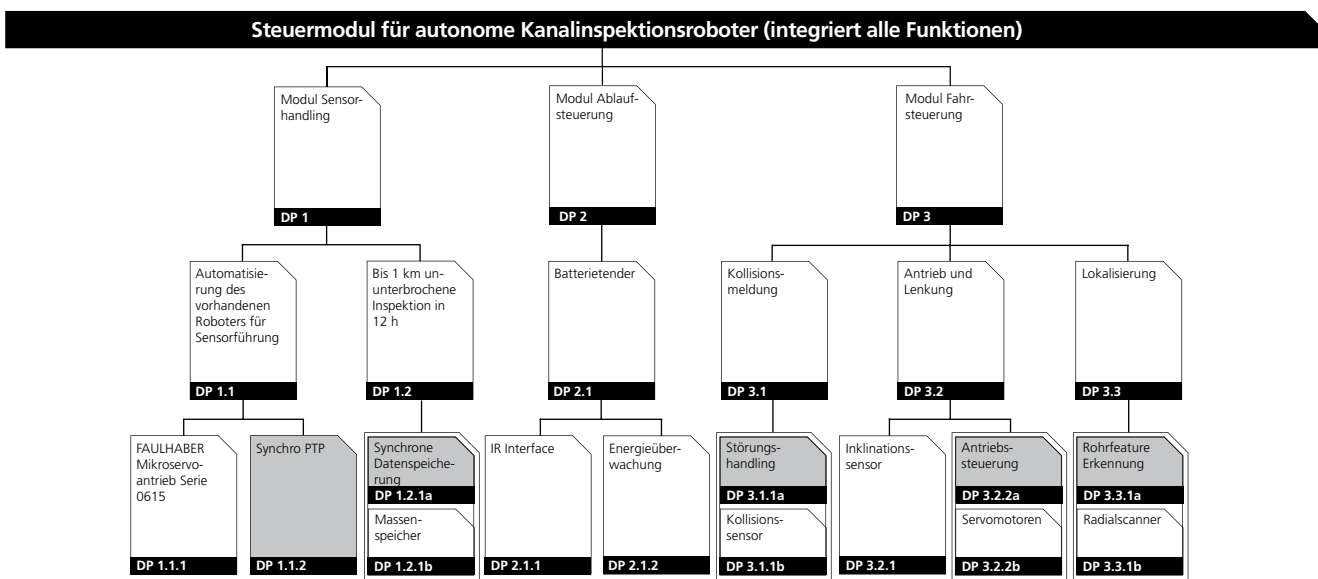 Steuermodul für autonome Kanalinspektionsroboter (integriert alle Funktionen)
Modul Sensor-
handling
DP 1
Modul Ablauf-
steuerung
DP 2
Modul Fahr-
steuerung
DP 3
Automatisie-
rung des
vorhandenen
Roboters für
Sensorführung
DP 1.1
Bis 1 km un-
unterbrochene
Inspektion in
12 h
DP 1.2
Batterietender
DP 2.1
Kollisions-
meldung
DP 3.1
Antrieb und
Lenkung
DP 3.2
Lokalisierung
DP 3.3
FAULHABER
Mikroservo-
antrieb Serie
0615
DP 1.1.1
Synchro PTP
DP 1.1.2
Synchrone
Datenspeiche-
rung
DP 1.2.1a
Massen-
speicher
DP 1.2.1b
IR Interface
DP 2.1.1
Energieüber-
wachung
DP 2.1.2
Störungs-
handling
DP 3.1.1a
Kollisions-
sensor
DP 3.1.1b
Inklinations-
sensor
DP 3.2.1
Antriebs-
steuerung
DP 3.2.2a
Servomotoren
DP 3.2.2b
Rohrfeature
Erkennung
DP 3.3.1a
Radialscanner
DP 3.3.1b